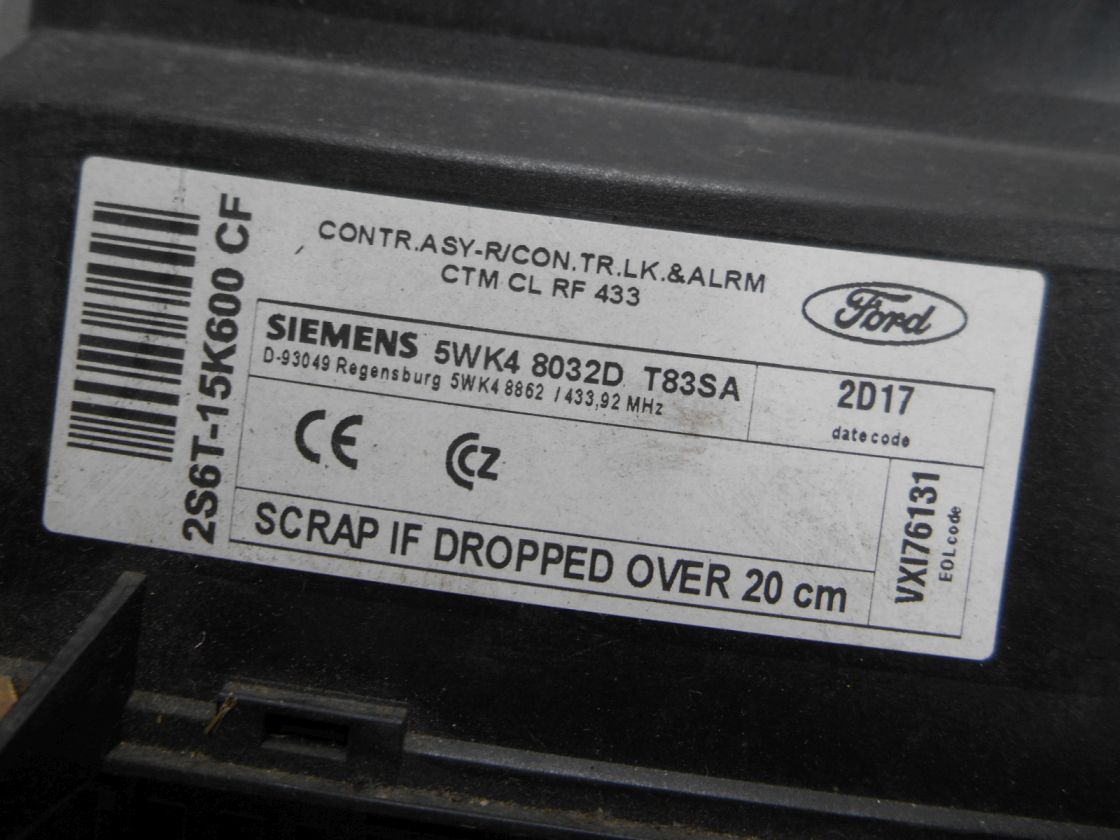 2S6T-15K600 CF
CONTR.ASY-R/CON.TR.LK.&ALRM
CTM CL RF 433
Ford
SIEMENS 5WK4 8032D T83SA
D-93049 Regensburg 5WK4 8862 / 433,92 MHz
2D17
datecode
CE
CCZ
VXI76131
EOLcode
SCRAP IF DROPPED OVER 20 cm